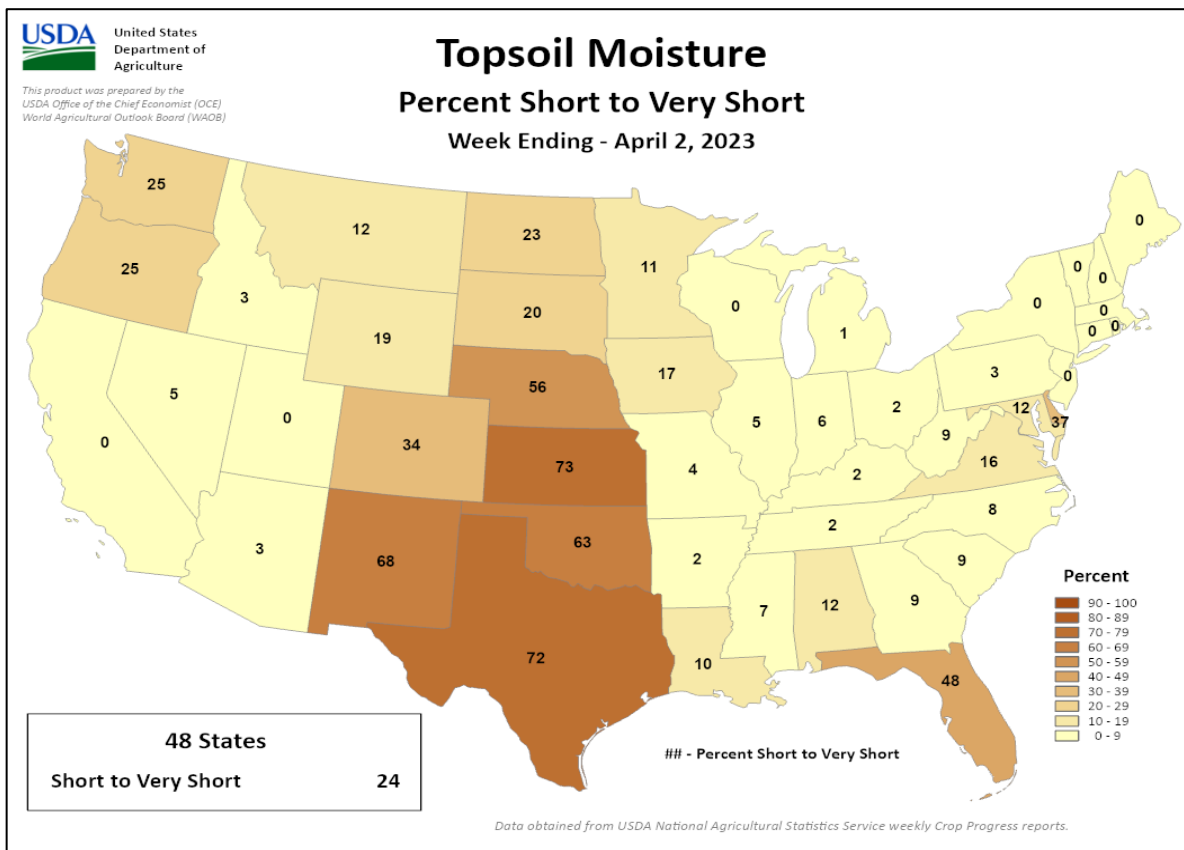 USDA
United States
Department of
Agriculture
This product was prepared by the
USDA Office of the Chief Economist (OCE)
World Agricultural Outlook Board (WAOB)
Topsoil Moisture
Percent Short to Very Short
Week Ending - April 2, 2023
25
12
23
11
0
0
0
25
3
20
0
0
0
19
1
0
0
0
17
3
0
5
56
5
6
2
12
37
0
0
34
9
73
4
16
2
8
3
68
63
2
2
9
7
12
9
72
10
48
Percent
90 - 100
80 - 89
70 - 79
60 - 69
50 - 59
40 - 49
30 - 39
20 - 29
10 - 19
0 - 9
48 States
Short to Very Short 24
## - Percent Short to Very Short
Data obtained from USDA National Agricultural Statistics Service weekly Crop Progress reports.